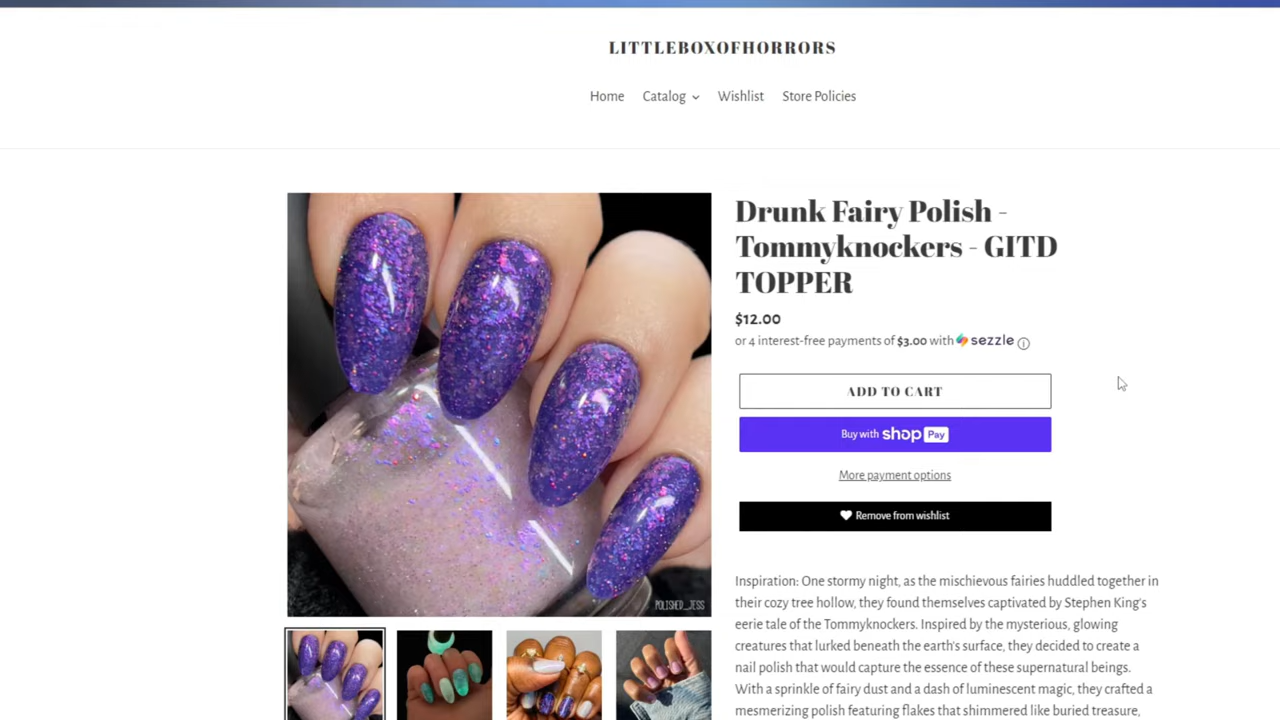 LITTLEBOXOFHORRORS
Home Catalog Wishlist Store Policies
Drunk Fairy Polish -
Tommyknockers - GITD
TOPPER
$12.00
or 4 interest-free payments of $3.00 with sezzle
ADD TO CART
Buy with shop Pay
More payment options
Remove from wishlist
POLISHED_JESS
Inspiration: One stormy night, as the mischievous fairies huddled together in
their cozy tree hollow, they found themselves captivated by Stephen King's
eerie tale of the Tommyknockers. Inspired by the mysterious, glowing
creatures that lurked beneath the earth's surface, they decided to create a
nail polish that would capture the essence of these supernatural beings.
With a sprinkle of fairy dust and a dash of luminescent magic, they crafted a
mesmerizing polish featuring flakes that shimmered like buried treasure,